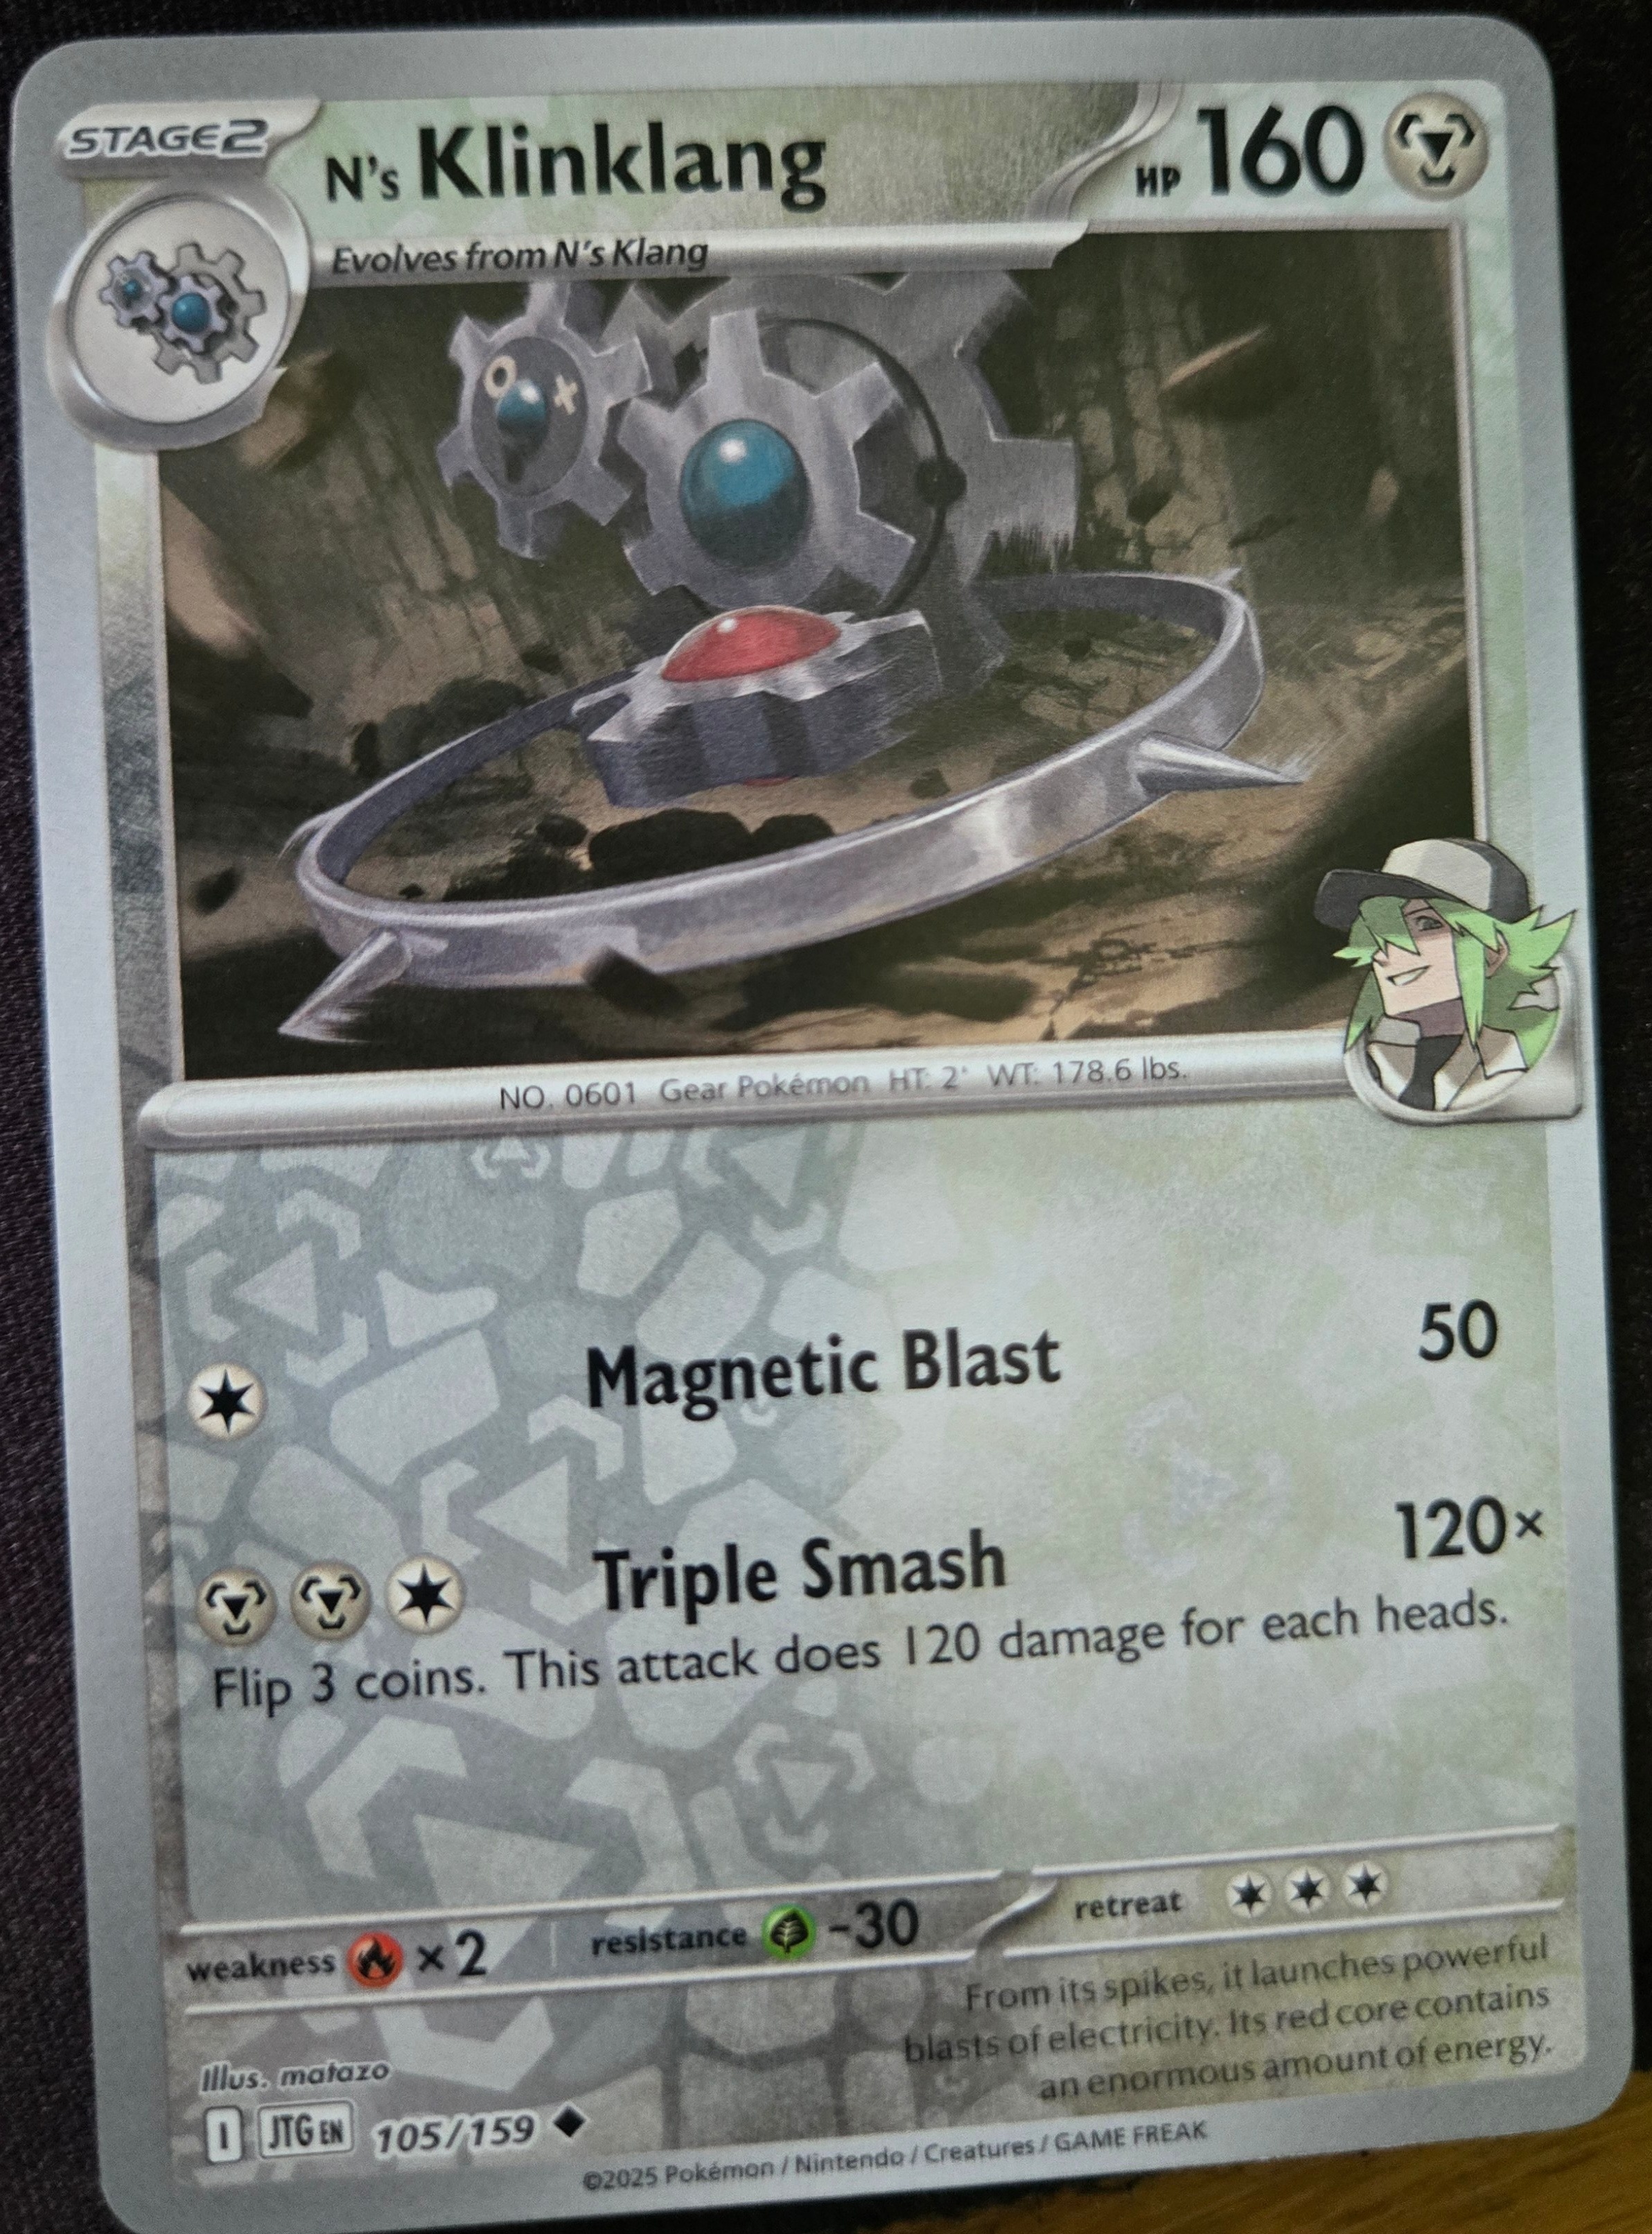 STAGE2
N's Klinklang
HP 160
Evolves from N's Klang
NO. 0601 Gear Pokémon HT: 2' WT: 178.6 lbs.
Magnetic Blast 50
Triple Smash 120×
Flip 3 coins. This attack does 120 damage for each heads.
weakness ×2 resistance -30 retreat
From its spikes, it launches powerful
blasts of electricity. Its red core contains
an enormous amount of energy.
Illus. matazo
I JTG EN 105/159
©2025 Pokémon / Nintendo / Creatures / GAME FREAK